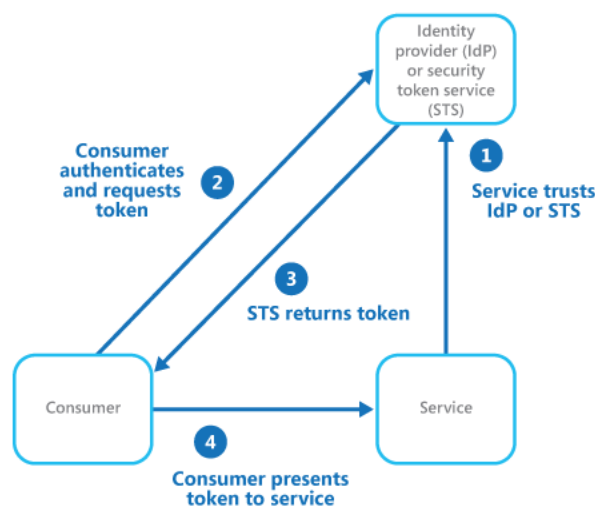 Identity
provider (IdP)
or security
token service
(STS)
1
Service trusts
IdP or STS
Consumer
authenticates
and requests
token
2
3
STS returns token
Consumer
Service
4
Consumer presents
token to service